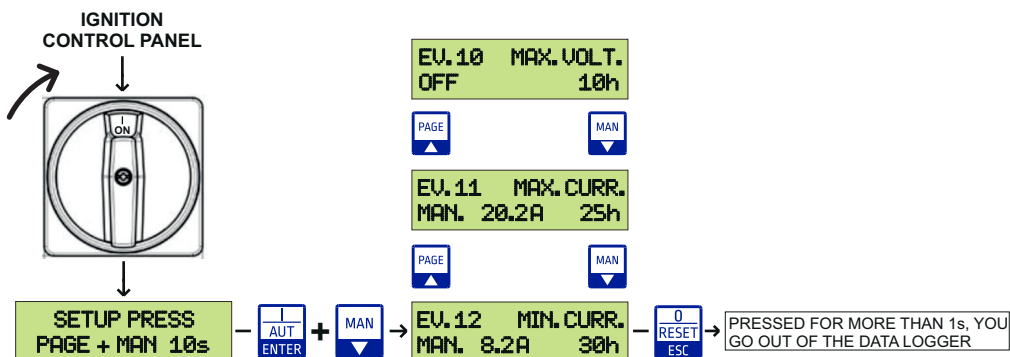 IGNITION
CONTROL PANEL
I
ON
SETUP PRESS
PAGE + MAN 10s
I
AUT
ENTER
+
MAN
EV.10 MAX.VOLT.
OFF 10h
PAGE
MAN
EV.11 MAX.CURR.
MAN. 20.2A 25h
PAGE
MAN
EV.12 MIN.CURR.
MAN. 8.2A 30h
0
RESET
ESC
PRESSED FOR MORE THAN 1s, YOU
GO OUT OF THE DATA LOGGER